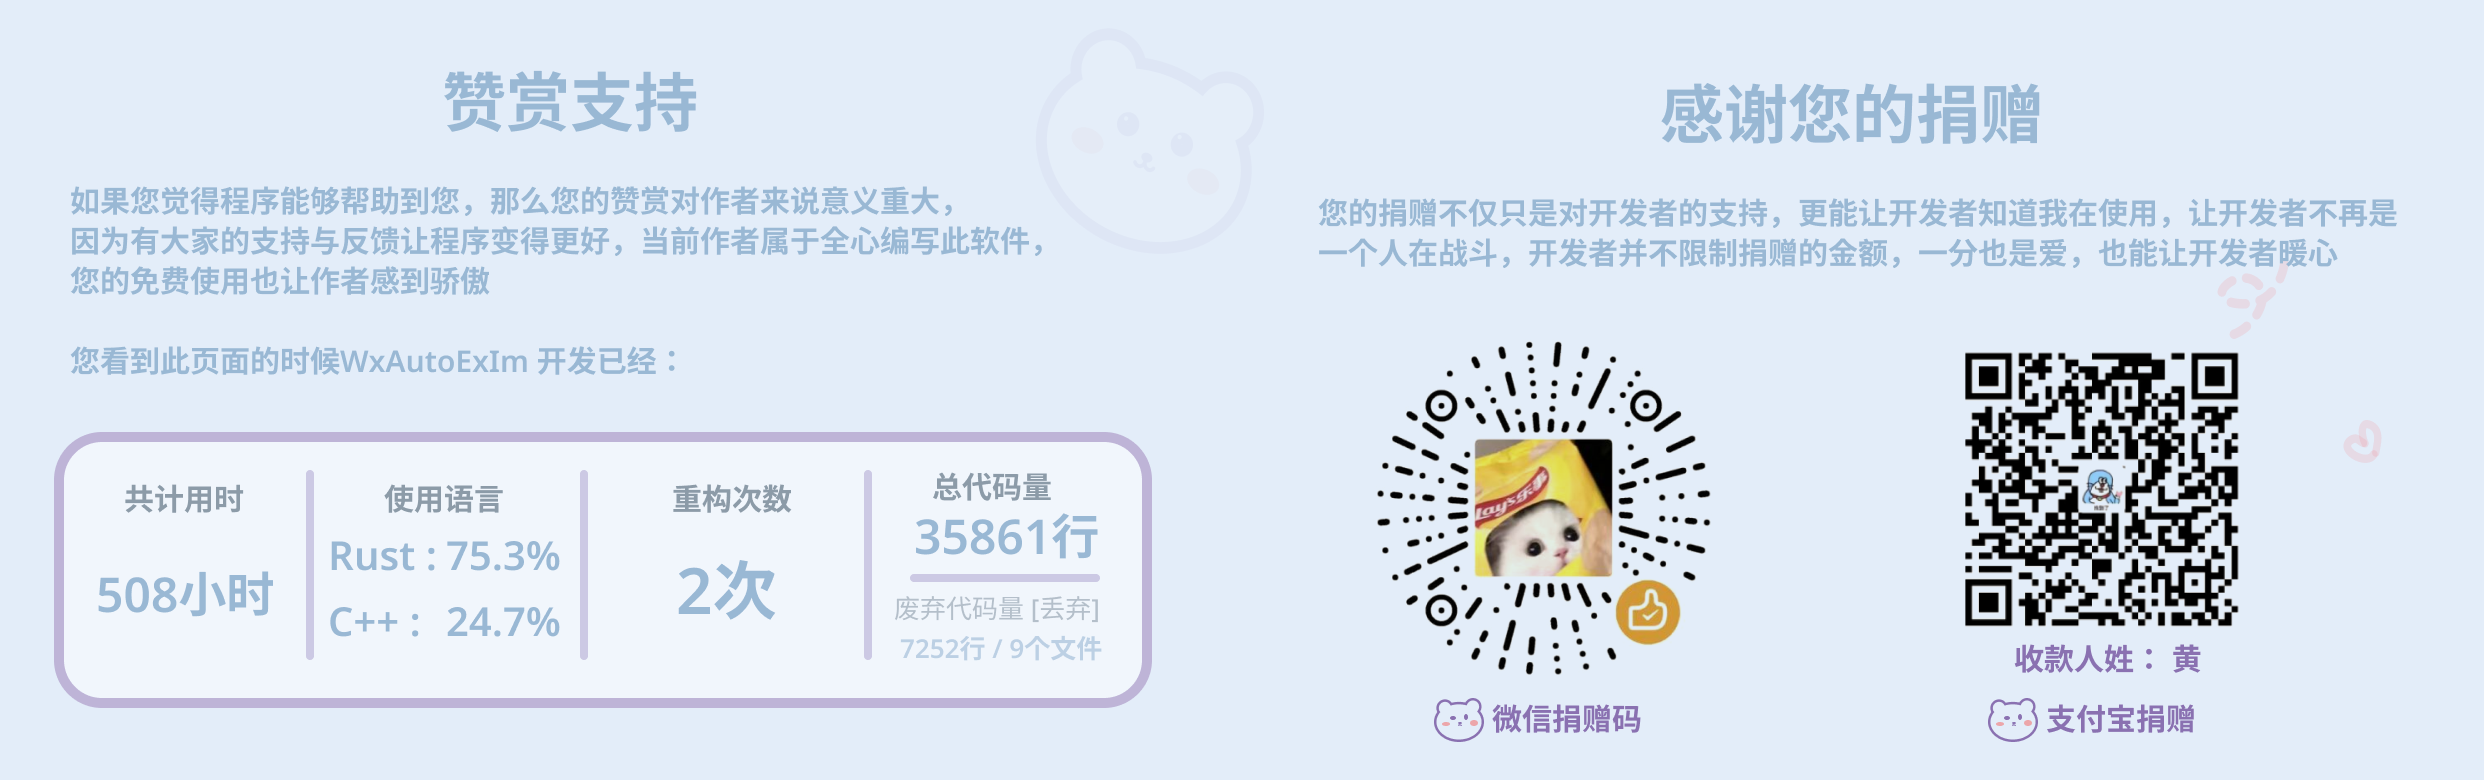 赞赏支持
如果您觉得程序能够帮助到您，那么您的赞赏对作者来说意义重大，
因为有大家的支持与反馈让程序变得更好，当前作者属于全心编写此软件，
您的免费使用也让作者感到骄傲
您看到此页面的时候WxAutoExIm 开发已经：
共计用时
508小时
使用语言
Rust : 75.3%
C++ : 24.7%
重构次数
2次
总代码量
35861行
废弃代码量 [丢弃]
7252行 / 9个文件
感谢您的捐赠
您的捐赠不仅只是对开发者的支持，更能让开发者知道我在使用，让开发者不再是
一个人在战斗，开发者并不限制捐赠的金额，一分也是爱，也能让开发者暖心
Lay's乐事
收款人姓： 黄
微信捐赠码
支付宝捐赠